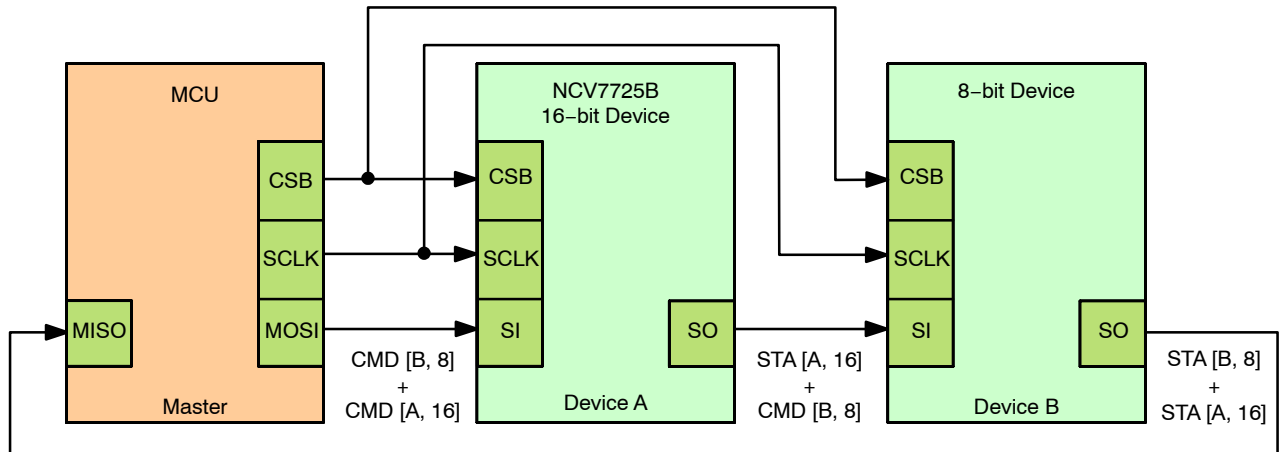 MCU
CSB
SCLK
MOSI
MISO
Master
CMD [B, 8]
+
CMD [A, 16]
NCV7725B
16−bit Device
CSB
SCLK
SI
SO
Device A
STA [A, 16]
+
CMD [B, 8]
8−bit Device
CSB
SCLK
SI
SO
Device B
STA [B, 8]
+
STA [A, 16]